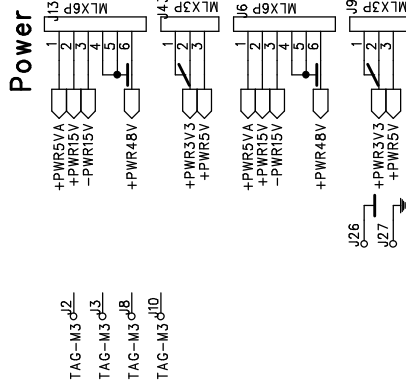 Power
J13
MLX6P
1
2
3
4
5
6
+PWR5VA
+PWR15V
-PWR15V
+PWR48V
J43
MLX3P
1
2
3
+PWR3V3
+PWR5V
J6
MLX6P
1
2
3
4
5
6
+PWR5VA
+PWR15V
-PWR15V
+PWR48V
J9
MLX3P
1
2
3
+PWR3V3
+PWR5V
J26
J27
TAG-M3 J2
TAG-M3 J3
TAG-M3 J8
TAG-M3 J10